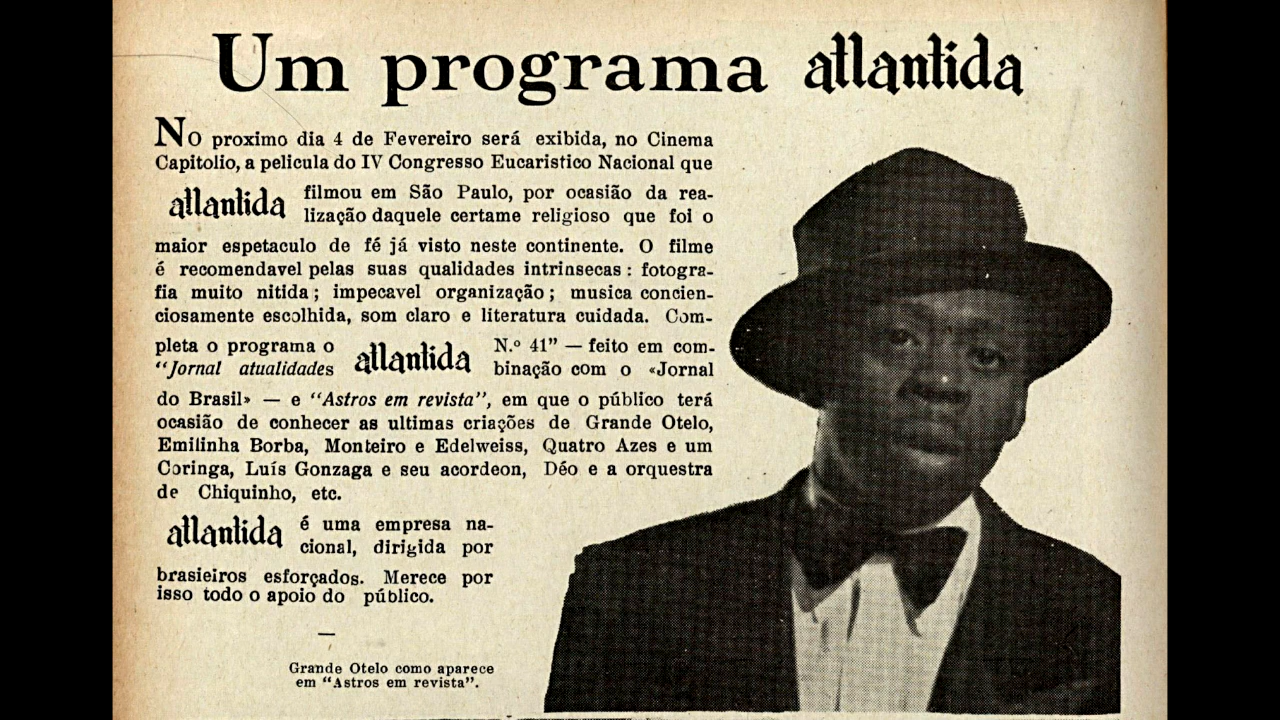 Um programa atlantida
No proximo dia 4 de Fevereiro será exibida, no Cinema
Capitolio, a pelicula do IV Congresso Eucaristico Nacional que
atlantida filmou em São Paulo, por ocasião da rea-
lização daquele certame religioso que foi o
maior espetaculo de fé já visto neste continente. O filme
é recomendavel pelas suas qualidades intrinsecas : fotogra-
fia muito nitida ; impecavel organização ; musica concien-
ciosamente escolhida, som claro e literatura cuidada. Com-
pleta o programa o atlantida N.º 41” — feito em com-
“Jornal atualidades binação com o «Jornal
do Brasil» — e “Astros em revista”, em que o público terá
ocasião de conhecer as ultimas criações de Grande Otelo,
Emilinha Borba, Monteiro e Edelweiss, Quatro Azes e um
Coringa, Luís Gonzaga e seu acordeon, Déo e a orquestra
de Chiquinho, etc.
atlantida é uma empresa na-
cional, dirigida por
brasieiros esforçados. Merece por
isso todo o apoio do público.
—
Grande Otelo como aparece
em “Astros em revista”.